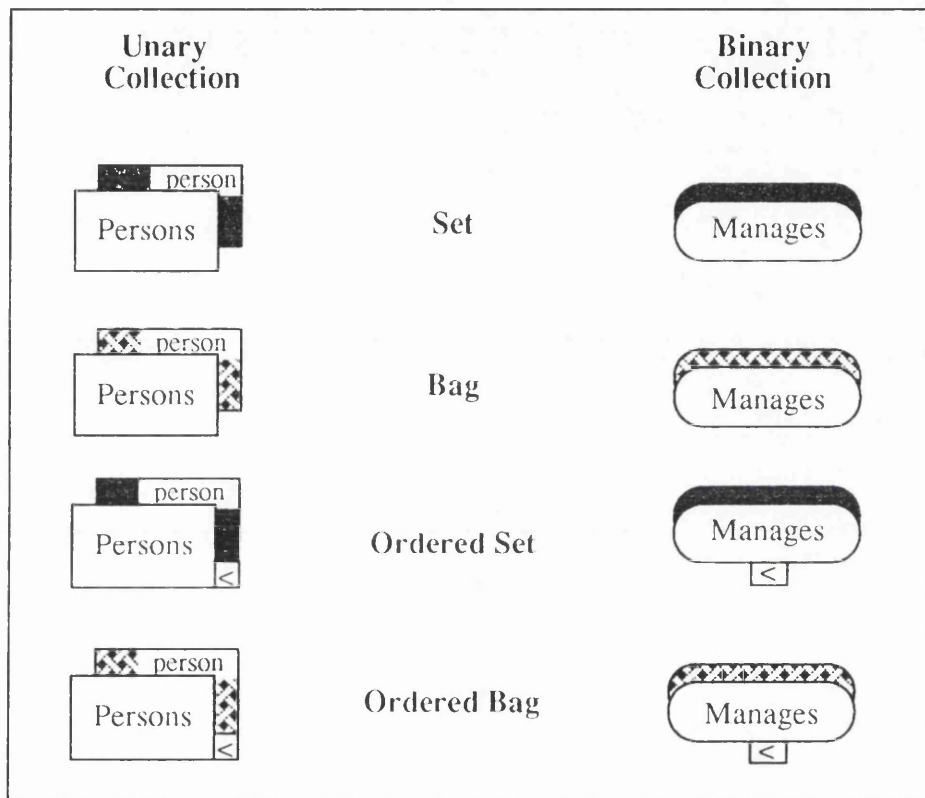 Unary
Collection
Binary
Collection
person
Persons
Set
Manages
person
Persons
Bag
Manages
person
Persons
<
Ordered Set
Manages
<
person
Persons
<
Ordered Bag
Manages
<